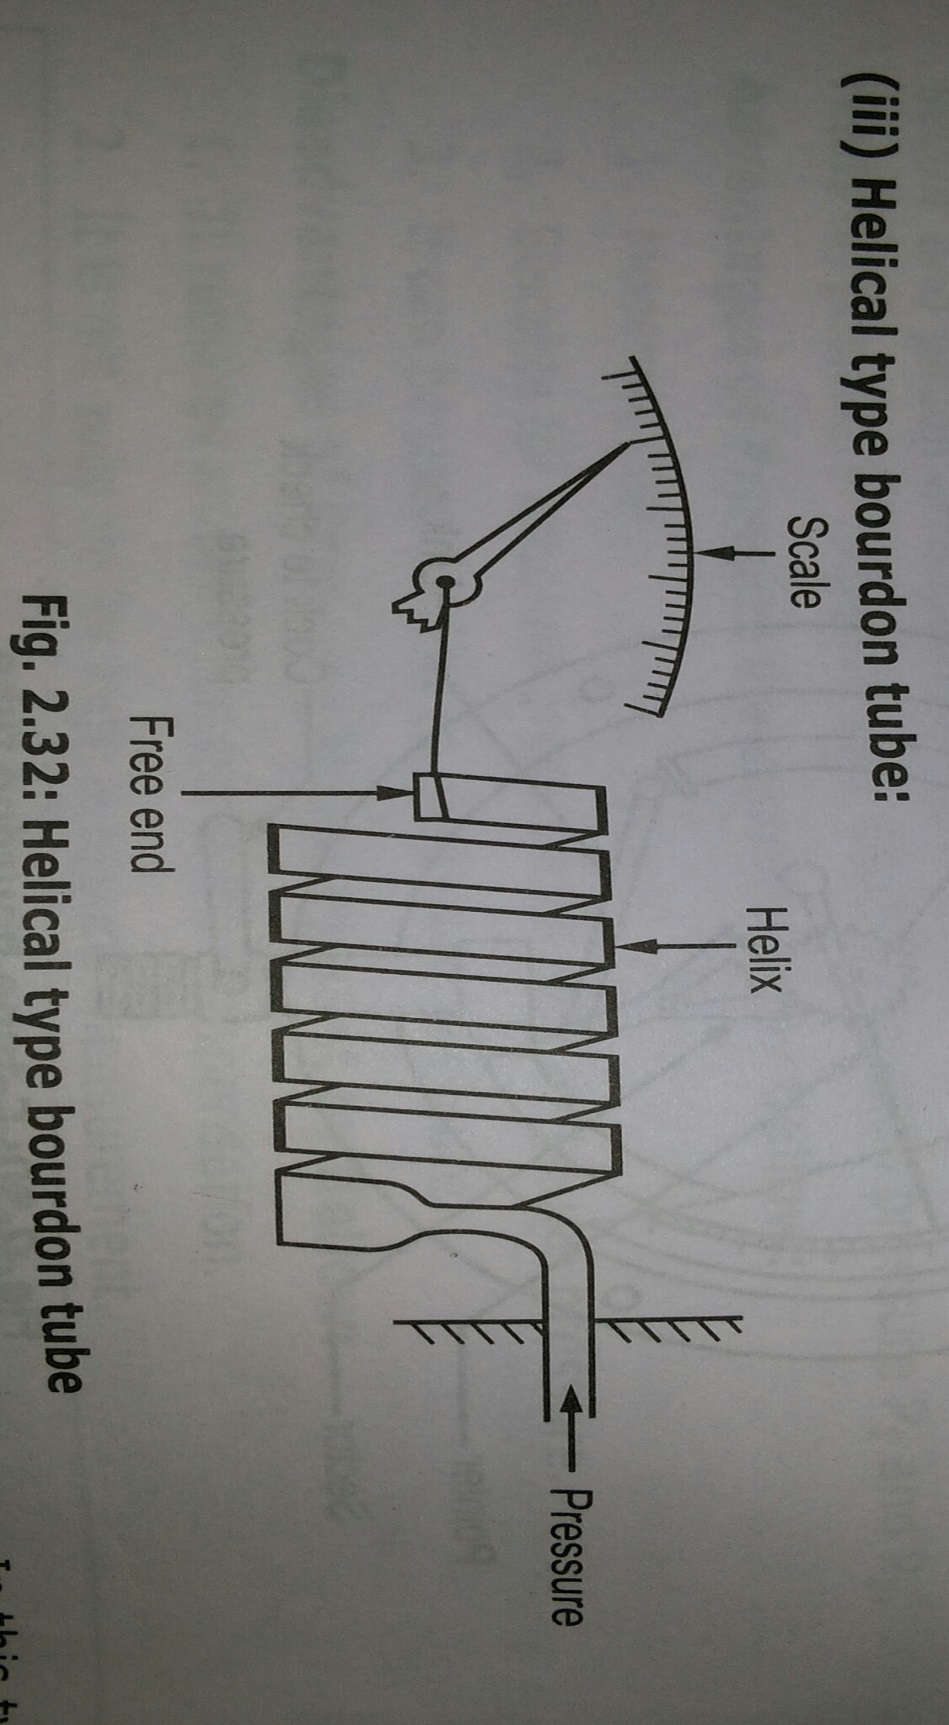 (iii) Helical type bourdon tube:
Scale
Helix
Pressure
Free end
Fig. 2.32: Helical type bourdon tube